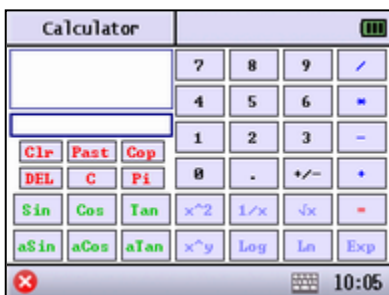 Calculator
7 8 9 /
4 5 6 *
1 2 3 -
Clr Past Cop
0 . +/- +
DEL C Pi
Sin Cos Tan x^2 1/x √x =
aSin aCos aTan x^y Log Ln Exp
10:05